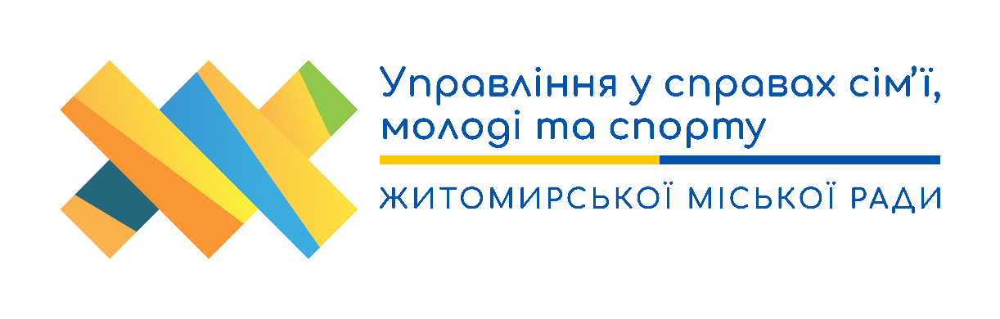 Управління у справах сім’ї,
молоді та спорту
ЖИТОМИРСЬКОЇ МІСЬКОЇ РАДИ